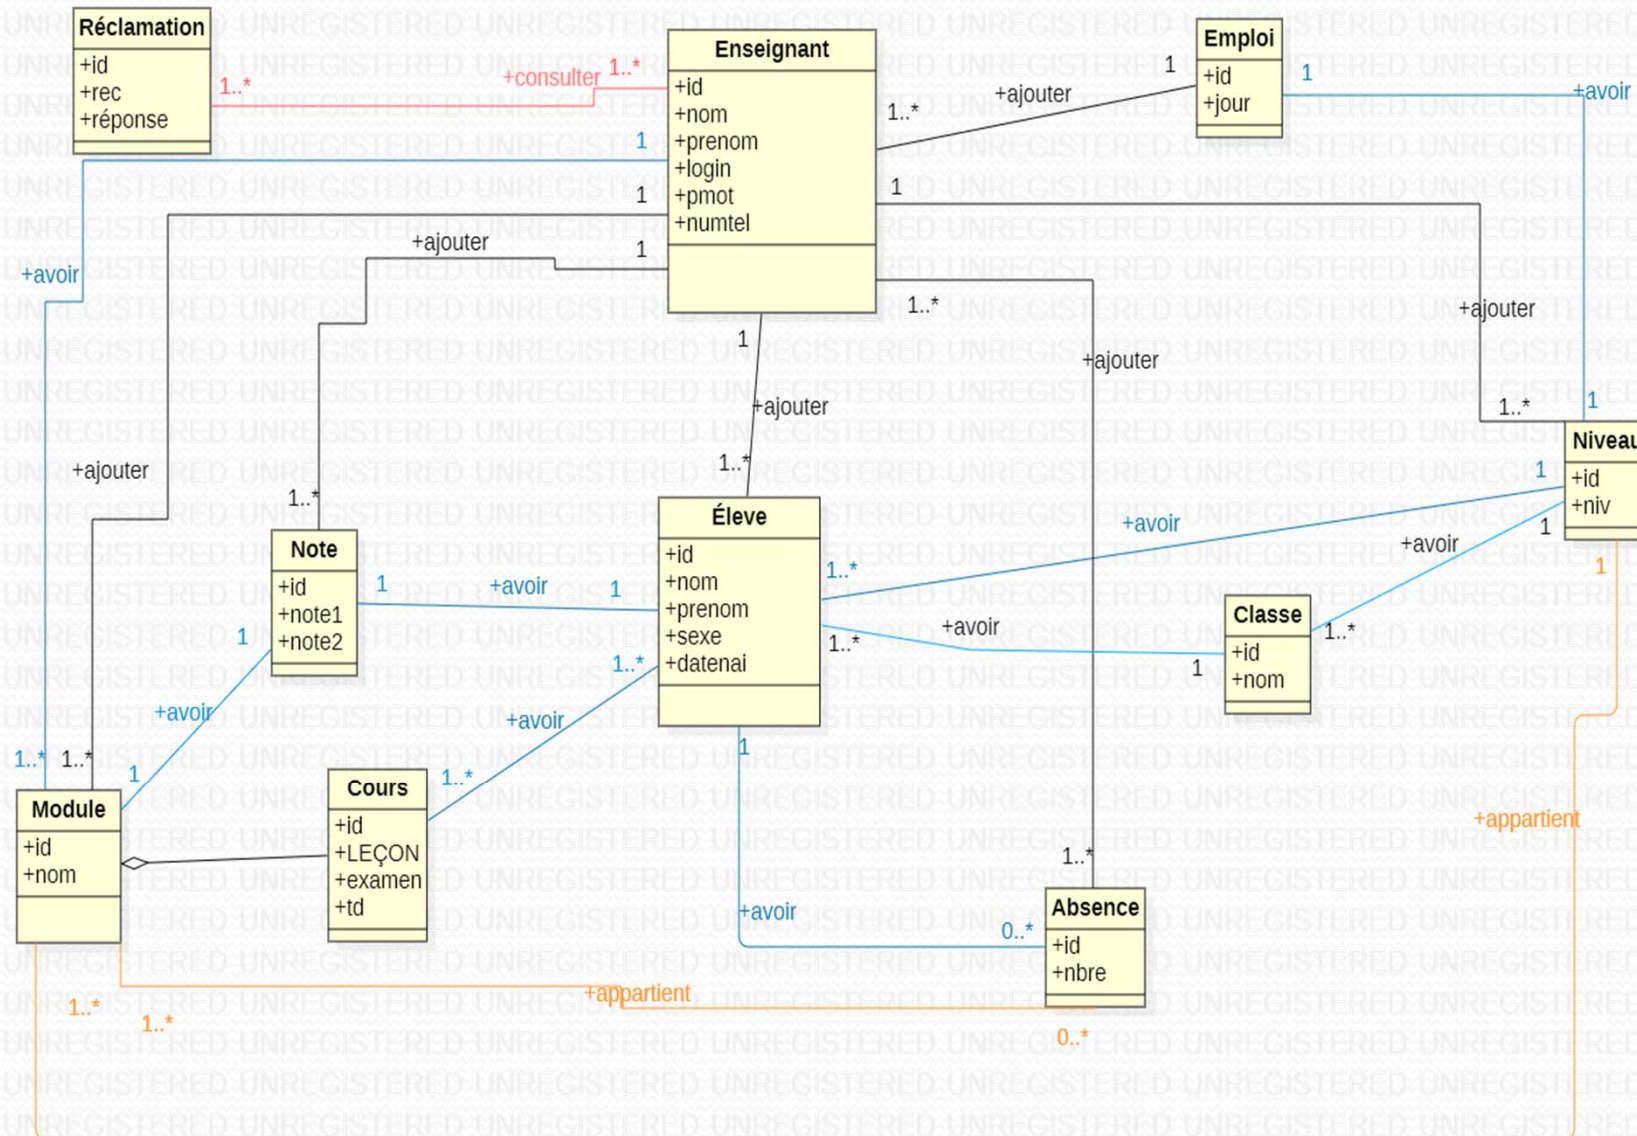 Réclamation
+id
+rec
+réponse
1..*
+consulter
1..*
Enseignant
+id
+nom
+prenom
+login
+pmot
+numtel
Emploi
+id
+jour
1
+avoir
1
+ajouter
1..*
1
1
1
+ajouter
1
+avoir
1..*
1
+ajouter
+ajouter
+ajouter
1..*
1
+ajouter
1..*
1..*
Niveau
+id
+niv
1
+avoir
1
+avoir
1
Note
+id
+note1
+note2
1
+avoir
1
Éleve
+id
+nom
+prenom
+sexe
+datenai
1..*
1..*
+avoir
1
Classe
+id
+nom
1..*
1
+avoir
1..*
+avoir
1..*
1..*
1..*
1
1
Module
+id
+nom
Cours
+id
+LEÇON
+examen
+td
+appartient
1..*
Absence
+id
+nbre
+avoir
0..*
+appartient
1..*
1..*
0..*
UNREGISTERED